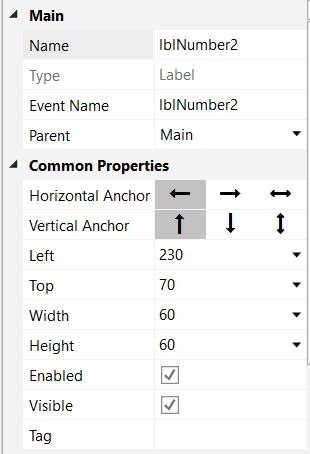 Main
Name lblNumber2
Type Label
Event Name lblNumber2
Parent Main
Common Properties
Horizontal Anchor
Vertical Anchor
Left 230
Top 70
Width 60
Height 60
Enabled
Visible
Tag